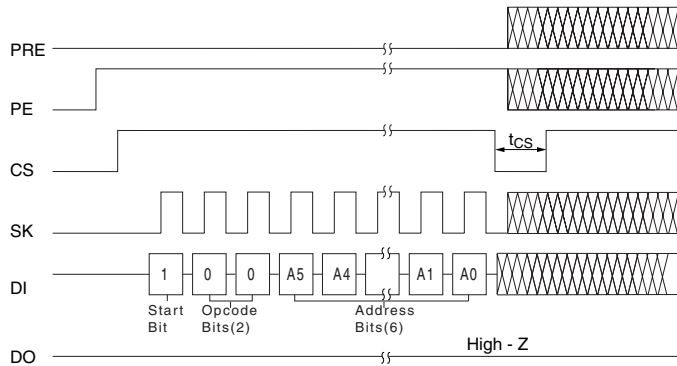 PRE
PE
tCS
CS
SK
DI 1 0 0 A5 A4 A1 A0
Start Bit
Opcode Bits(2)
Address Bits(6)
High - Z
DO